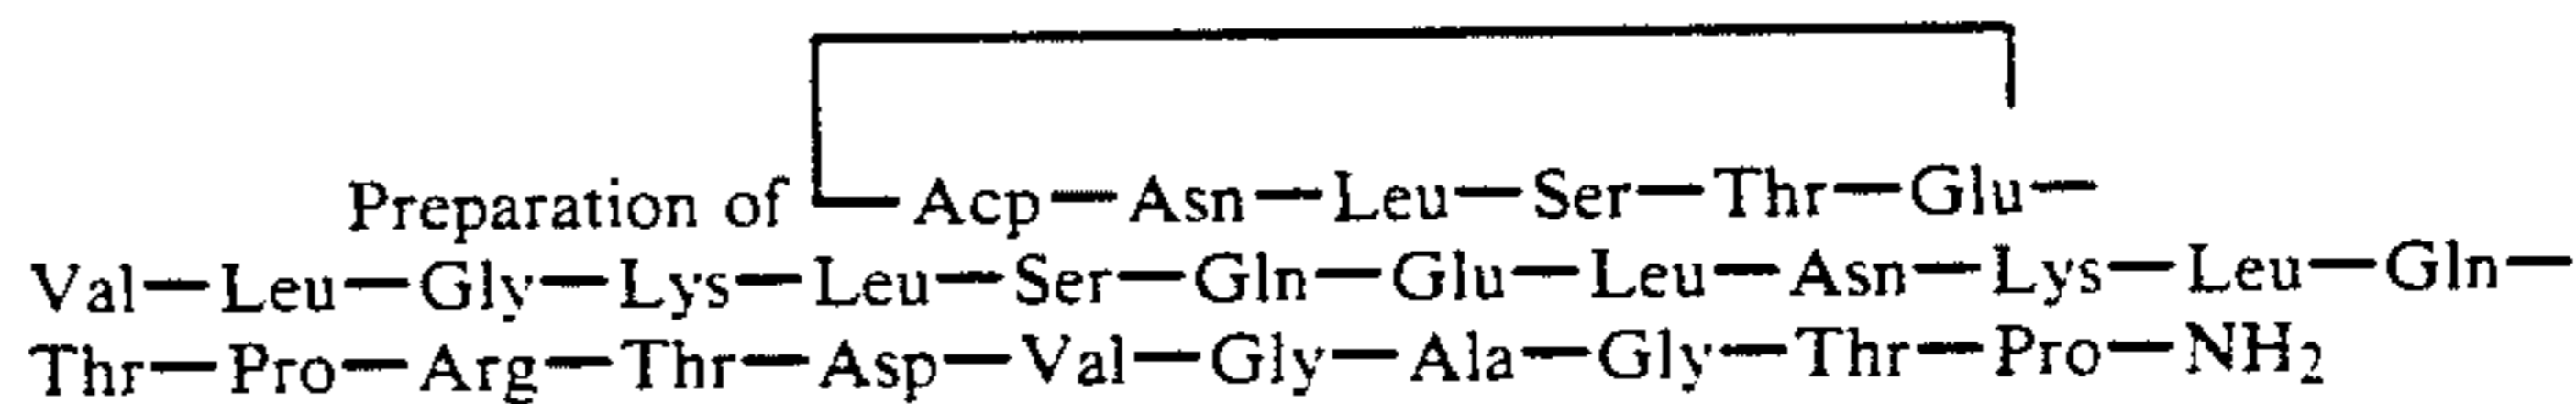 Preparation of Acp—Asn—Leu—Ser—Thr—Glu—
Val—Leu—Gly—Lys—Leu—Ser—Gln—Glu—Leu—Asn—Lys—Leu—Gln—
Thr—Pro—Arg—Thr—Asp—Val—Gly—Ala—Gly—Thr—Pro—NH₂